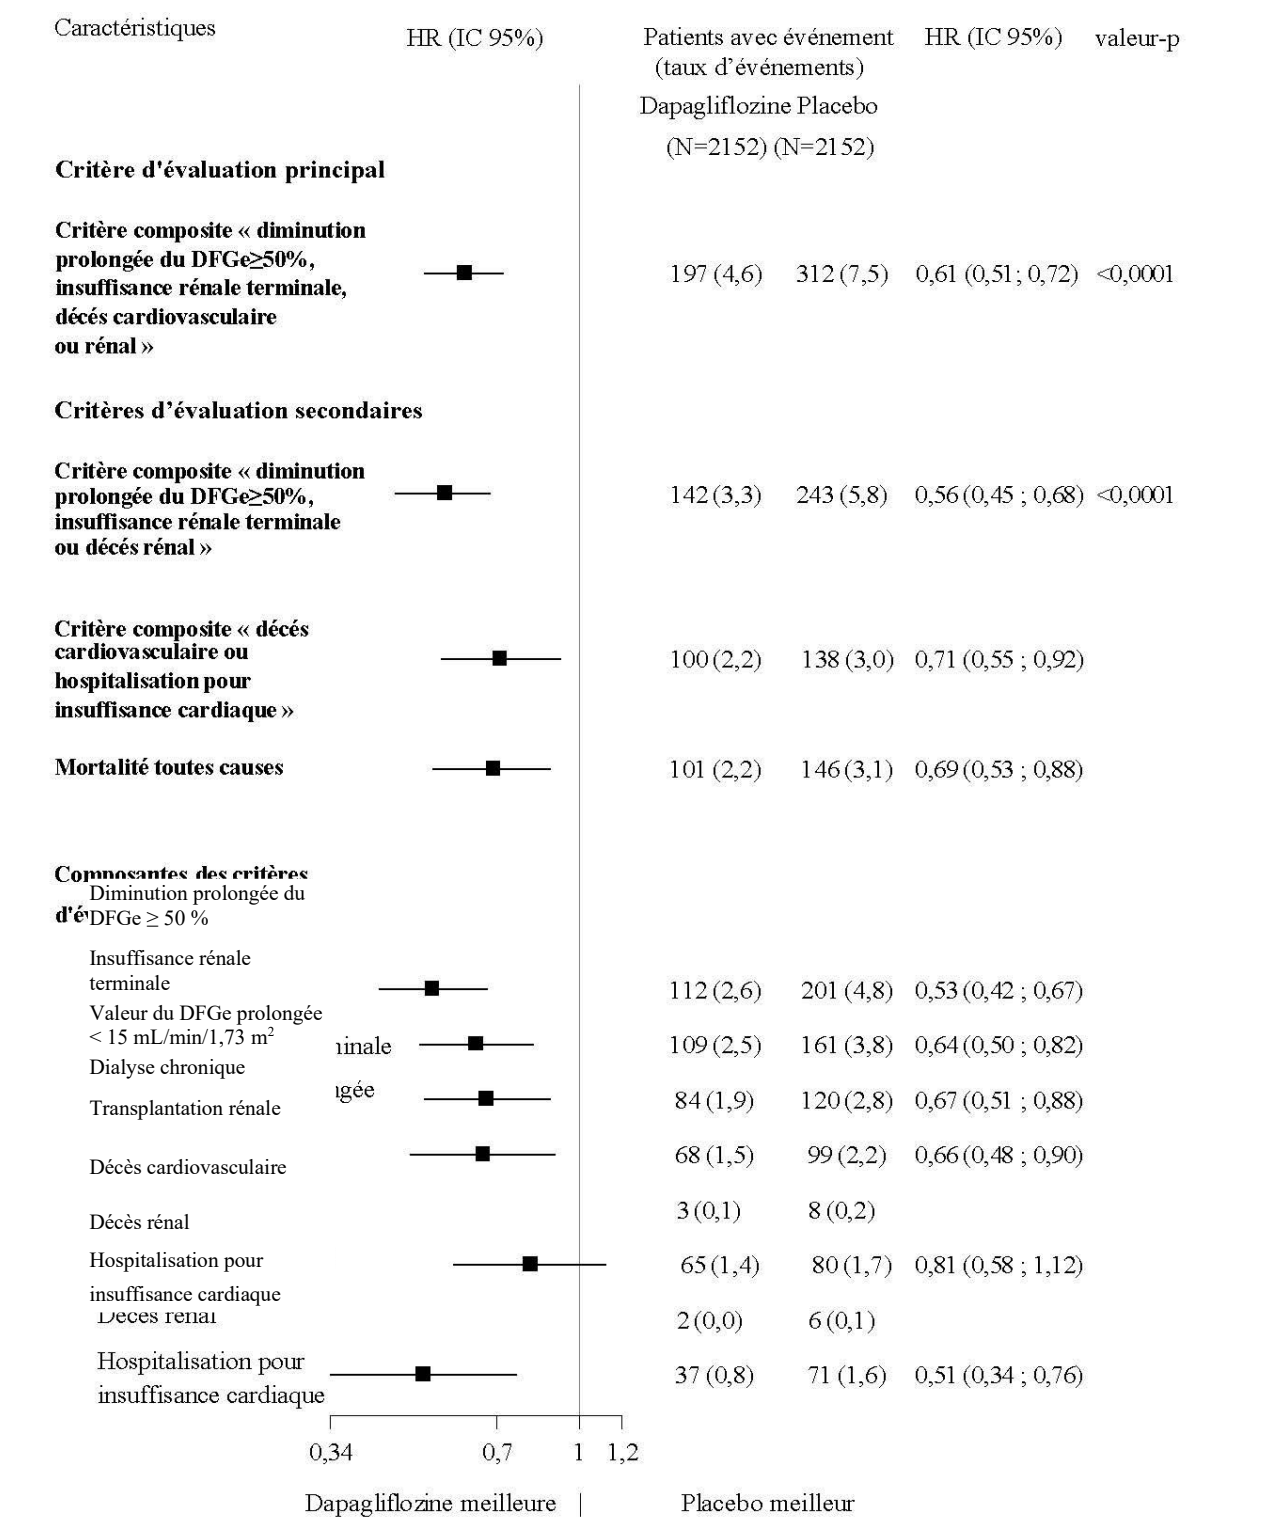 Caractéristiques
HR (IC 95%)
Patients avec événement
(taux d’événements)
HR (IC 95%)
valeur-p
Dapagliflozine Placebo
(N=2152) (N=2152)
Critère d'évaluation principal
Critère composite « diminution
prolongée du DFGe≥50%,
insuffisance rénale terminale,
décés cardiovasculaire
ou rénal »
197 (4,6) 312 (7,5) 0,61 (0,51; 0,72) <0,0001
Critères d’évaluation secondaires
Critère composite « diminution
prolongée du DFGe≥50%,
insuffisance rénale terminale
ou décés rénal »
142 (3,3) 243 (5,8) 0,56 (0,45 ; 0,68) <0,0001
Critère composite « décés
cardiovasculaire ou
hospitalisation pour
insuffisance cardiaque »
100 (2,2) 138 (3,0) 0,71 (0,55 ; 0,92)
Mortalité toutes causes 101 (2,2) 146 (3,1) 0,69 (0,53 ; 0,88)
Composantes des critères
Diminution prolongée du
d'é
DFGe ≥ 50 %
Insuffisance rénale
terminale
112 (2,6) 201 (4,8) 0,53 (0,42 ; 0,67)
Valeur du DFGe prolongée
< 15 mL/min/1,73 m²
inale
109 (2,5) 161 (3,8) 0,64 (0,50 ; 0,82)
Dialyse chronique
gée
84 (1,9) 120 (2,8) 0,67 (0,51 ; 0,88)
Transplantation rénale
68 (1,5) 99 (2,2) 0,66 (0,48 ; 0,90)
Décès cardiovasculaire
3 (0,1) 8 (0,2)
Décès rénal
Hospitalisation pour
65 (1,4) 80 (1,7) 0,81 (0,58 ; 1,12)
insuffisance cardiaque
Décès rénal
2 (0,0) 6 (0,1)
Hospitalisation pour
insuffisance cardiaque
37 (0,8) 71 (1,6) 0,51 (0,34 ; 0,76)
0,34 0,7 1 1,2
Dapagliflozine meilleure | Placebo meilleur